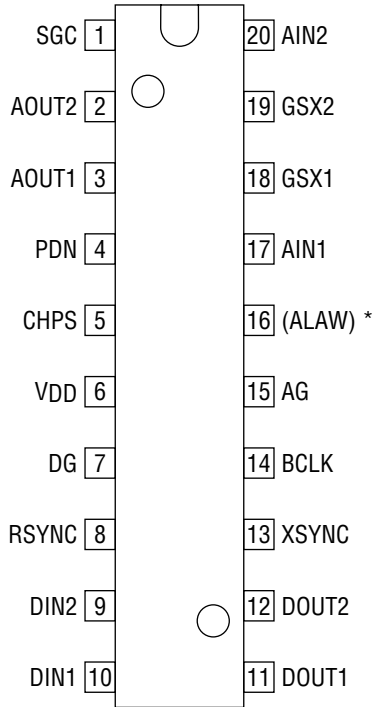 SGC 1 20 AIN2
AOUT2 2 19 GSX2
AOUT1 3 18 GSX1
PDN 4 17 AIN1
CHPS 5 16 (ALAW) *
VDD 6 15 AG
DG 7 14 BCLK
RSYNC 8 13 XSYNC
DIN2 9 12 DOUT2
DIN1 10 11 DOUT1